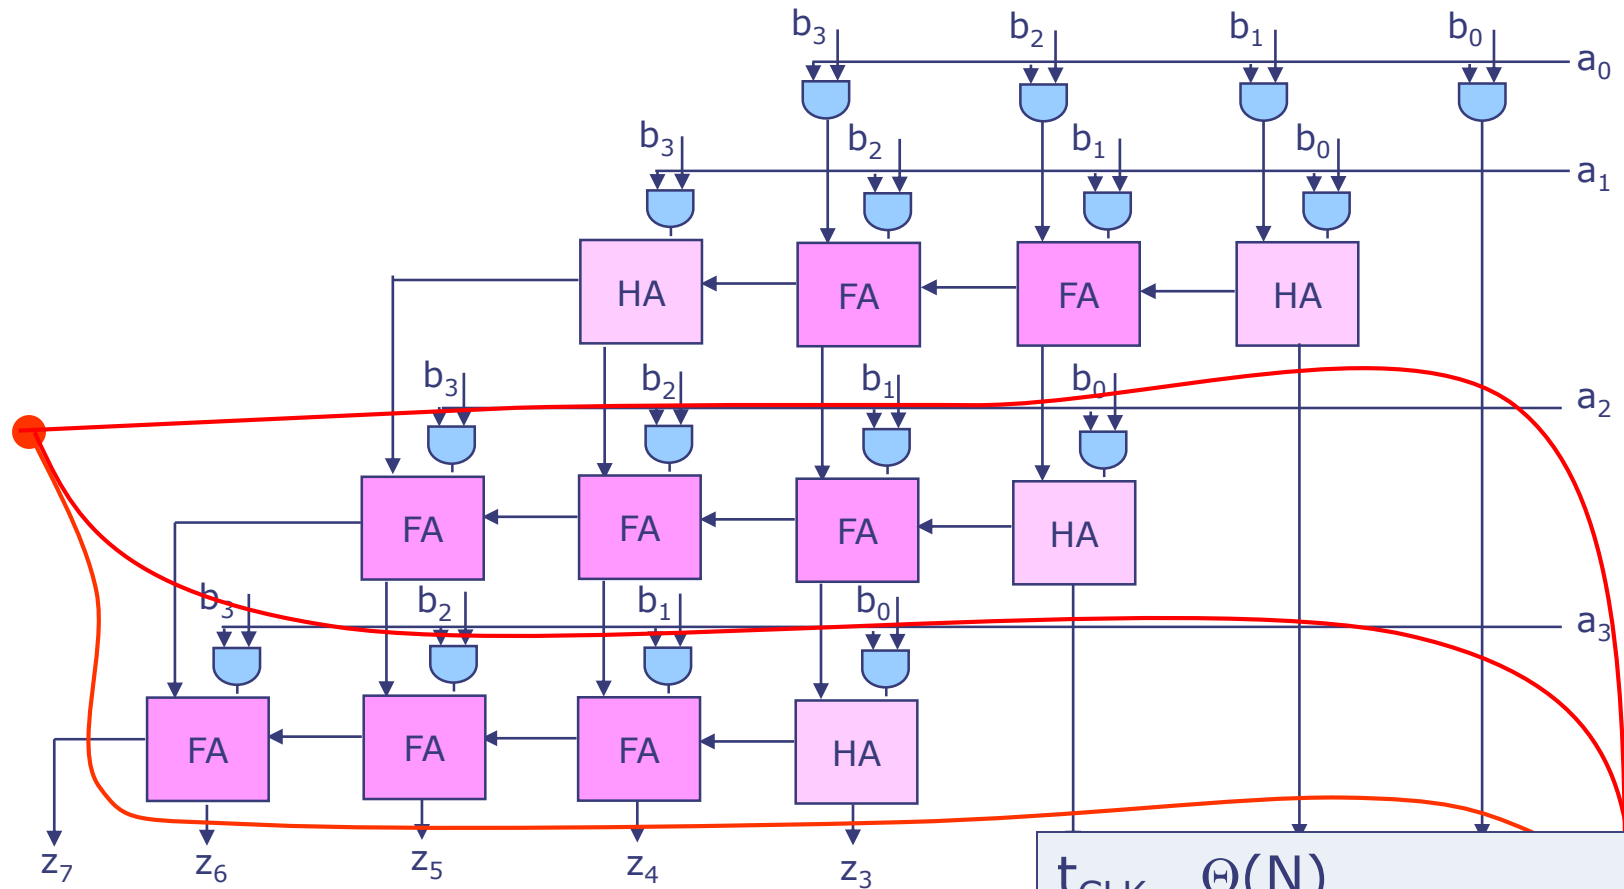 b₃ b₂ b₁ b₀
a₀
b₃ b₂ b₁ b₀
a₁
HA FA FA HA
b₃ b₂ b₁ b₀
a₂
FA FA FA HA
b₃ b₂ b₁ b₀
a₃
FA FA FA HA
z₇ z₆ z₅ z₄ z₃
t_CLK Θ(N)